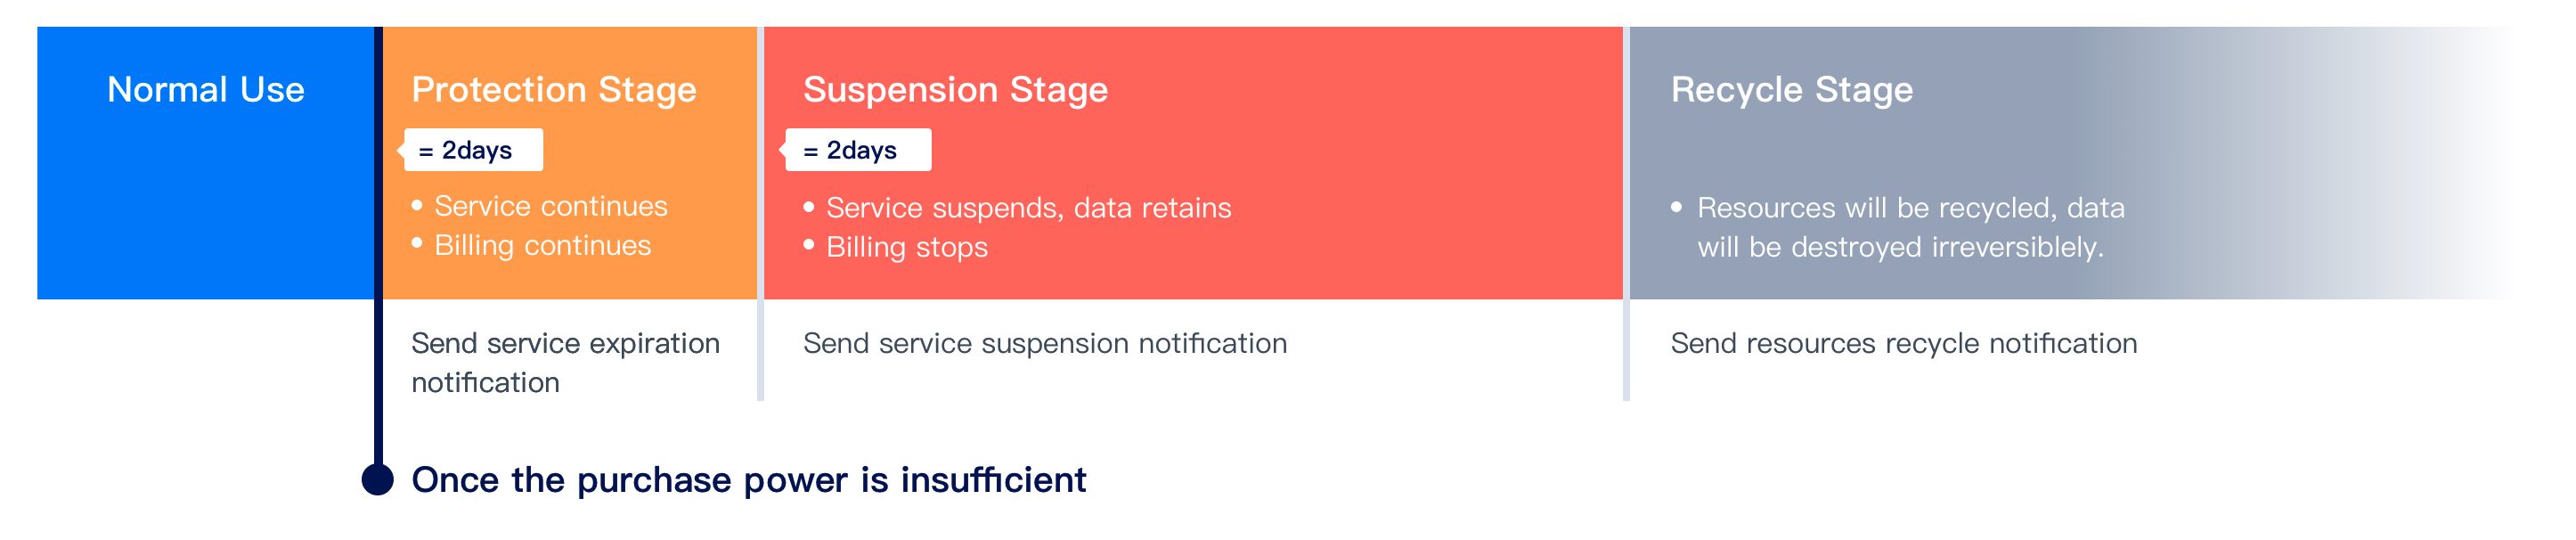 Normal Use
Protection Stage
= 2days
• Service continues
• Billing continues
Send service expiration
notification
Suspension Stage
= 2days
• Service suspends, data retains
• Billing stops
Send service suspension notification
Recycle Stage
• Resources will be recycled, data
will be destroyed irreversiblely.
Send resources recycle notification
Once the purchase power is insufficient